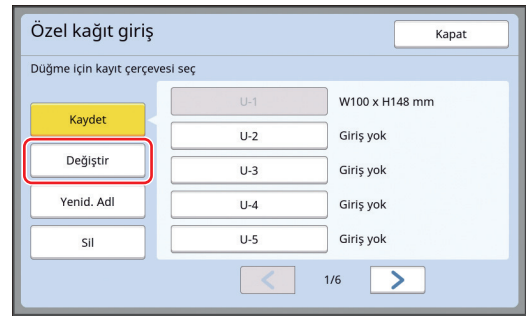 Özel kağıt giriş
Kapat
Düğme için kayıt çerçevesi seç
Kaydet
Değiştir
Yenid. Adl
Sil
U-1 W100 x H148 mm
U-2 Giriş yok
U-3 Giriş yok
U-4 Giriş yok
U-5 Giriş yok
1/6